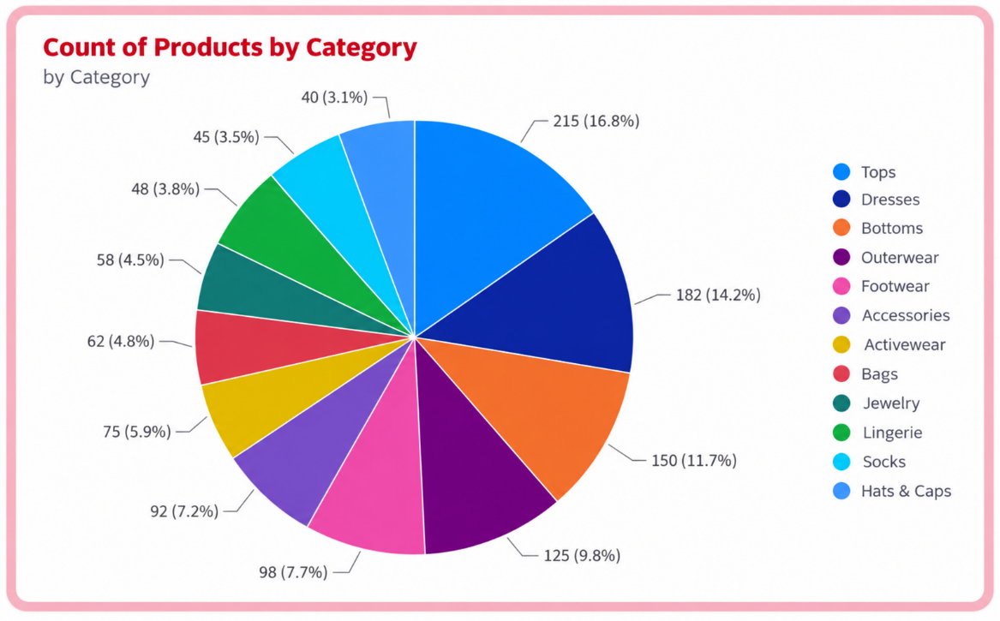 Count of Products by Category
by Category
40 (3.1%)
215 (16.8%)
45 (3.5%)
48 (3.8%)
58 (4.5%)
182 (14.2%)
62 (4.8%)
75 (5.9%)
150 (11.7%)
92 (7.2%)
125 (9.8%)
98 (7.7%)
Tops
Dresses
Bottoms
Outerwear
Footwear
Accessories
Activewear
Bags
Jewelry
Lingerie
Socks
Hats & Caps